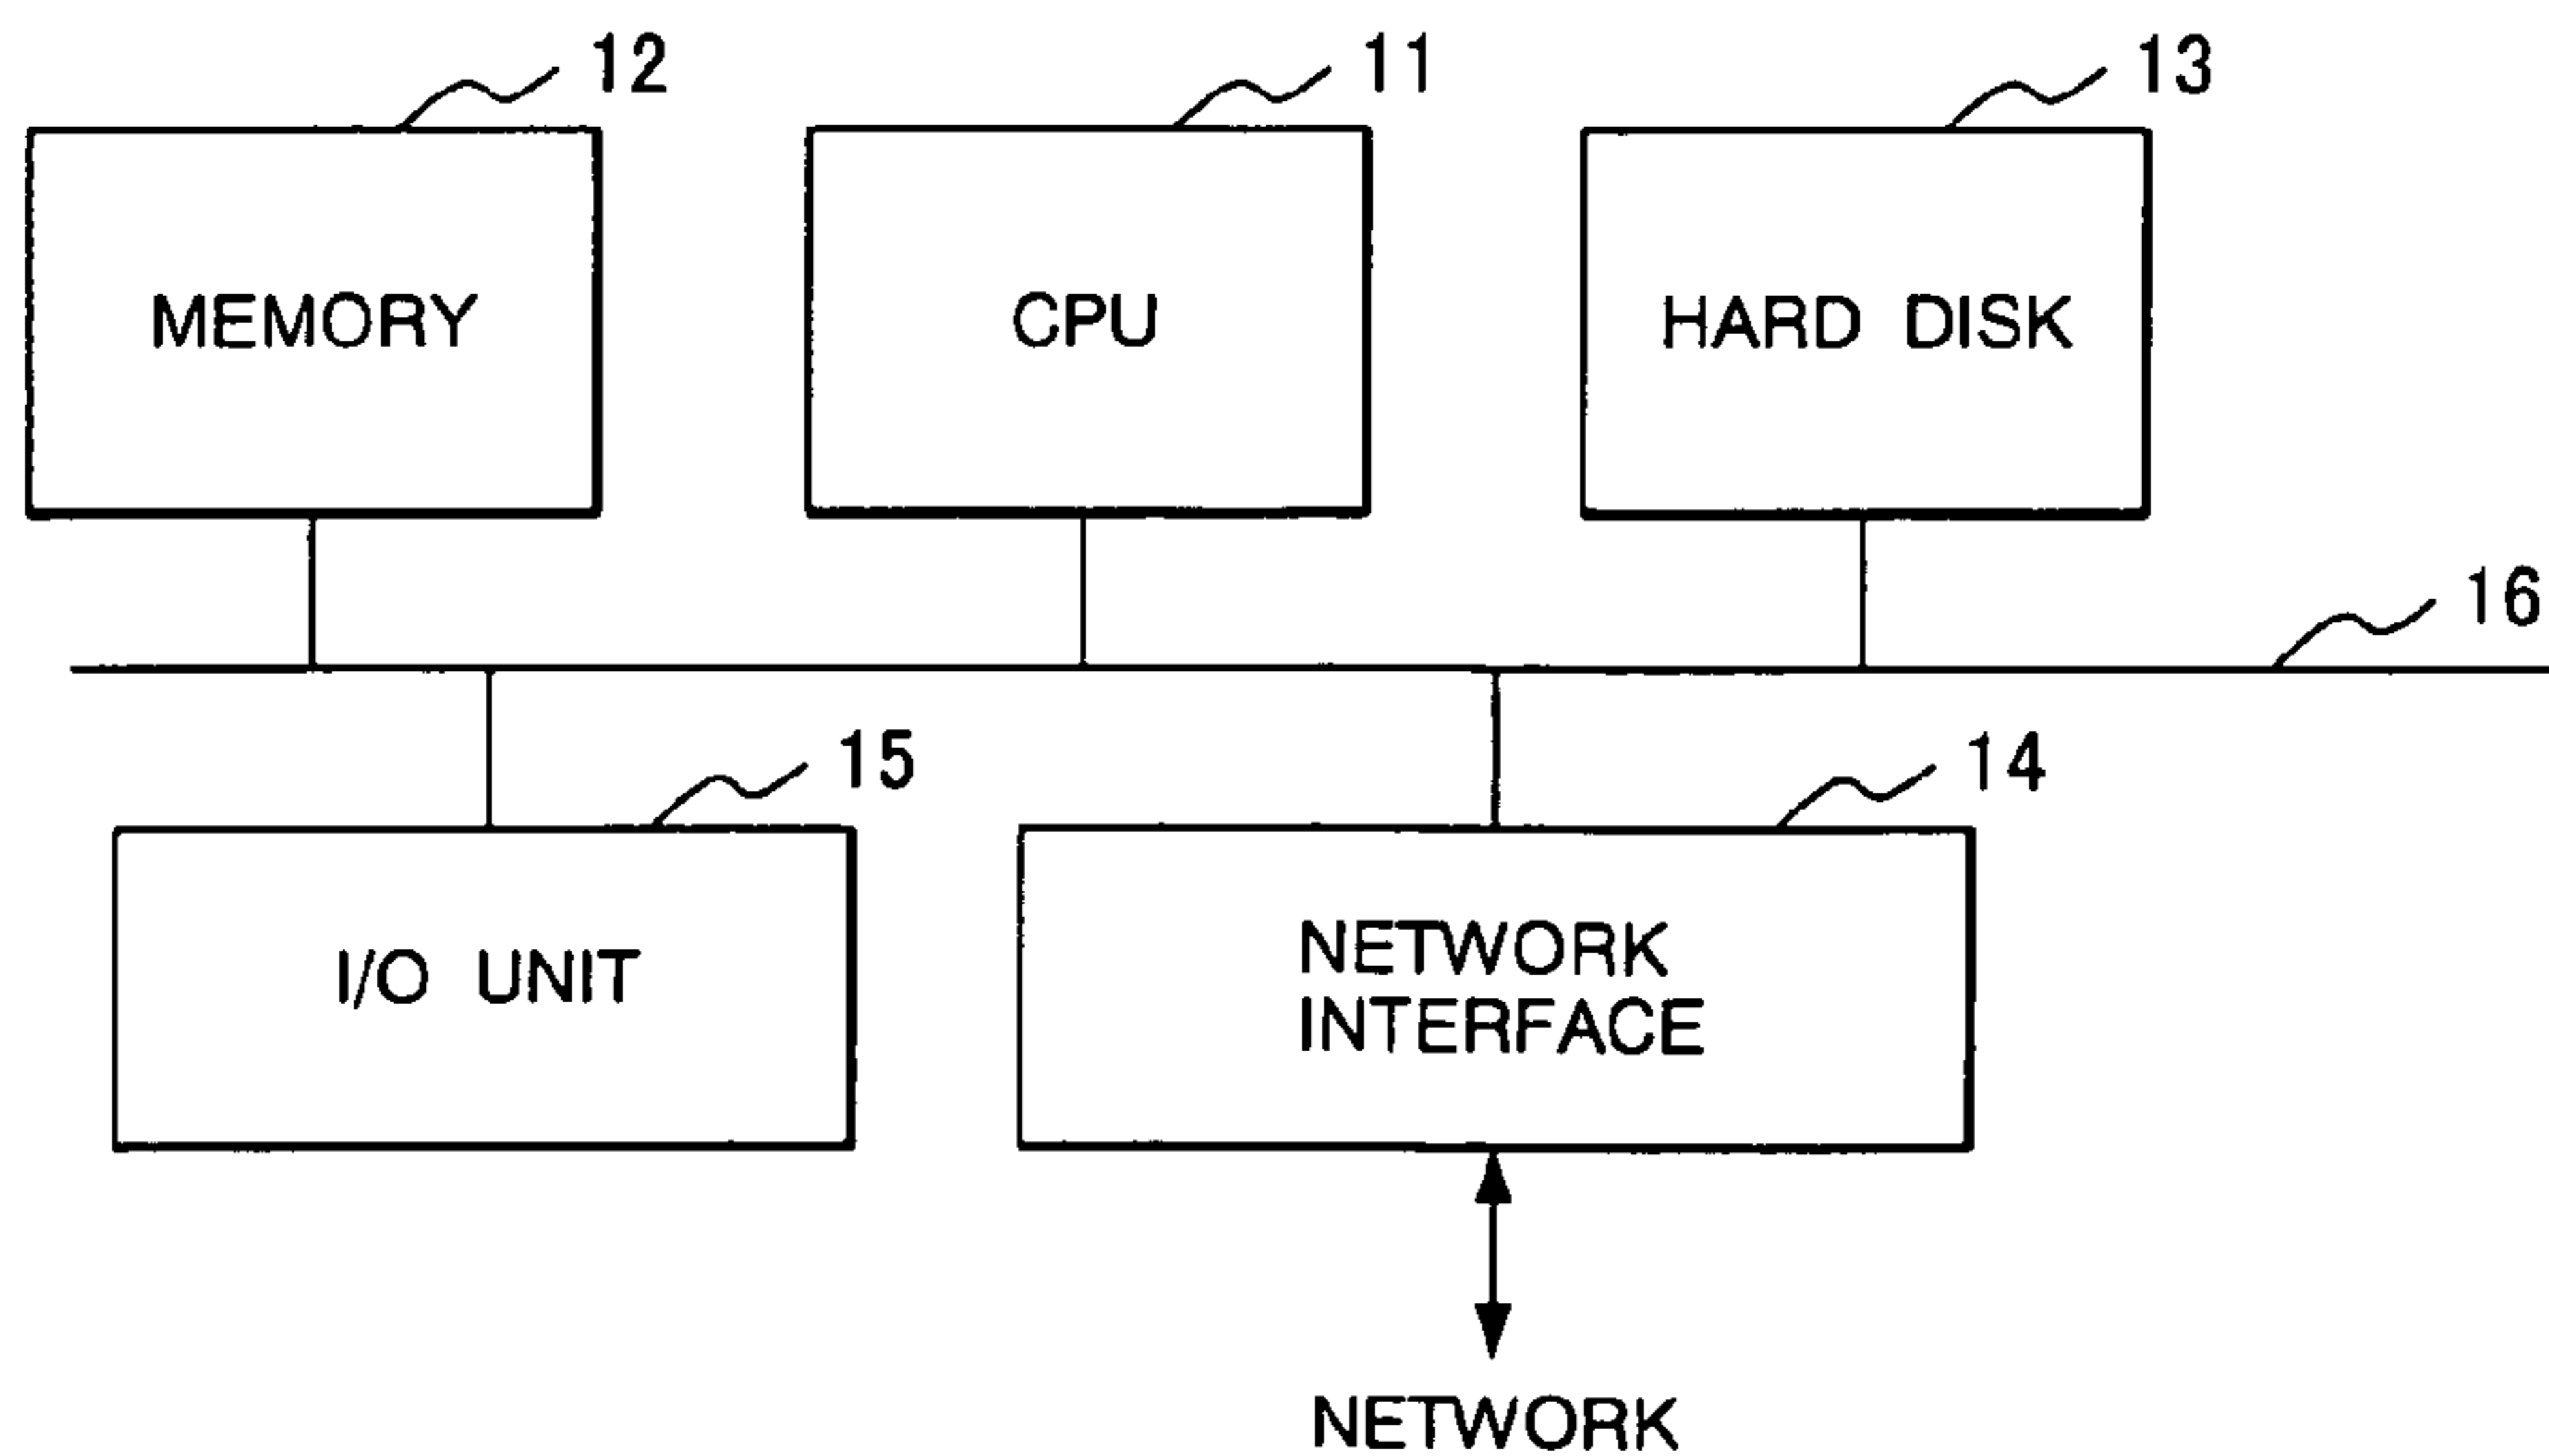 12
11
13
MEMORY
CPU
HARD DISK
16
15
14
I/O UNIT
NETWORK
INTERFACE
NETWORK